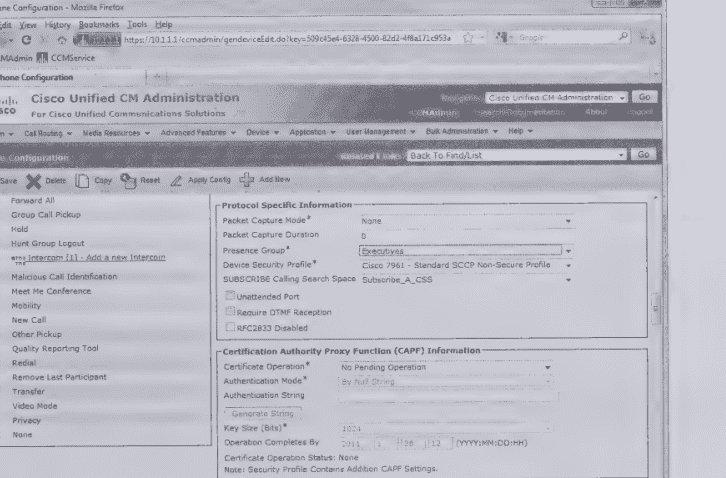 one Configuration - Mozilla Firefox
Edit View History Bookmarks Tools Help
https://10.1.1.1/ccmadmin/gendeviceEdit.do?key=509c45e4-6328-4500-82d2-4f8a171c953a
Google
MAdmin CCMService
hone Configuration
Cisco Unified CM Administration
Cisco Unified CM Administration Go
sco For Cisco Unified Communications Solutions
CCMAdmin About
Call Routing Media Resources Advanced Features Device Application User Management Bulk Administration Help
Configuration
Related Links: Back To Find/List Go
Save Delete Copy Reset Apply Config Add New
Forward All
Group Call Pickup
Hold
Hunt Group Logout
Intercom [1] - Add a new Intercom
Malicious Call Identification
Meet Me Conference
Mobility
New Call
Other Pickup
Quality Reporting Tool
Redial
Remove Last Participant
Transfer
Video Mode
Privacy
None
Protocol Specific Information
Packet Capture Mode* None
Packet Capture Duration 0
Presence Group* Executives
Device Security Profile* Cisco 7961 - Standard SCCP Non-Secure Profile
SUBSCRIBE Calling Search Space Subscribe_A_CSS
Unattended Port
Require DTMF Reception
RFC2833 Disabled
Certification Authority Proxy Function (CAPF) Information
Certificate Operation* No Pending Operation
Authentication Mode* By Null String
Authentication String
Generate String
Key Size (Bits)* 1024
Operation Completes By 2011 12 (YYYY:MM:DD:HH)
Certificate Operation Status: None
Note: Security Profile Contains Addition CAPF Settings.